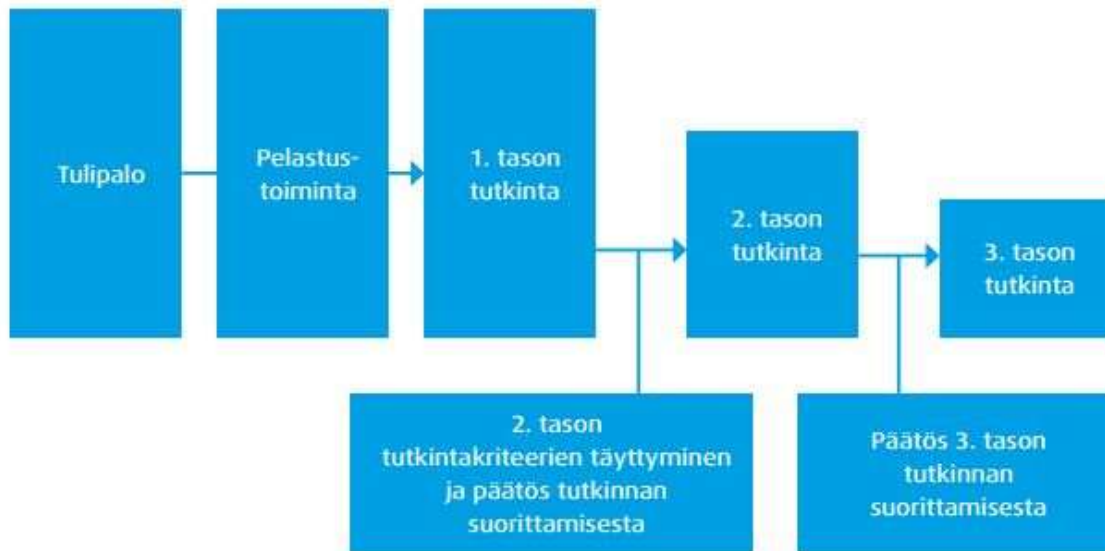 Tulipalo
Pelastus-
toiminta
1. tason
tutkinta
2. tason
tutkinta
3. tason
tutkinta
2. tason
tutkintakriteerien täyttyminen
ja päätös tutkinnan
suorittamisesta
Päätös 3. tason
tutkinnan
suorittamisesta